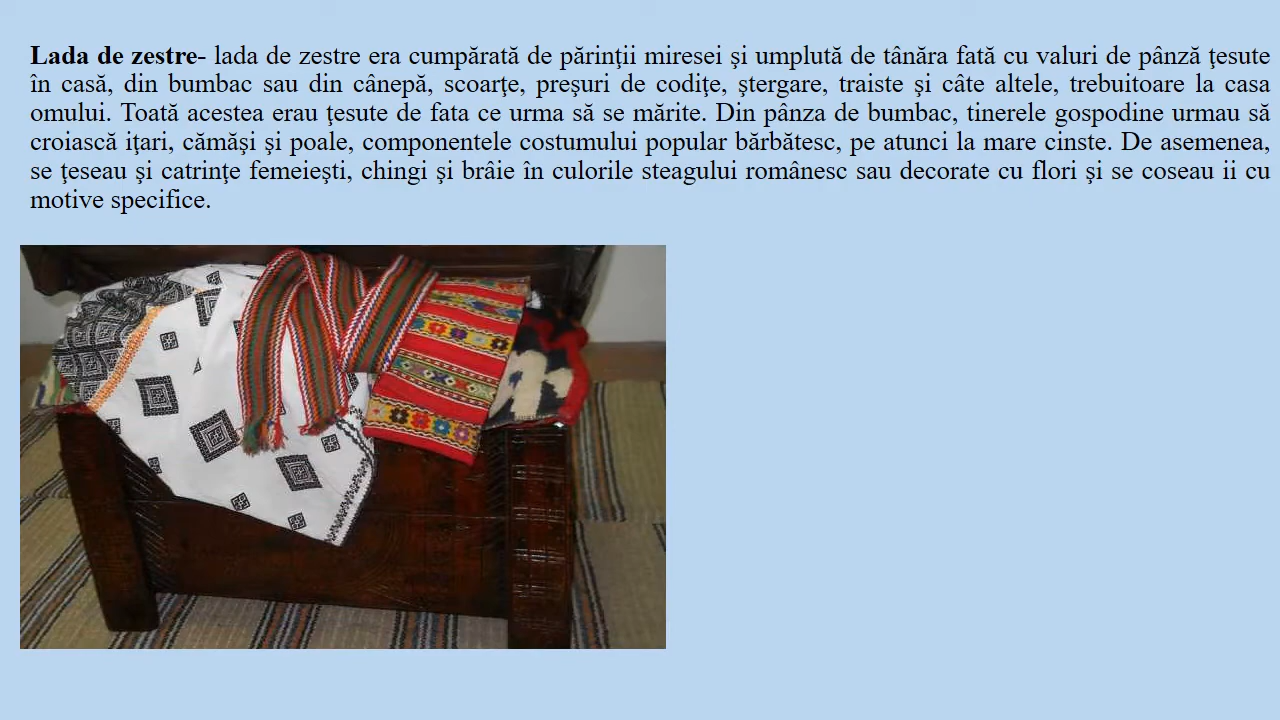 Lada de zestre- lada de zestre era cumpărată de părinţii miresei şi umplută de tânăra fată cu valuri de pânză ţesute
în casă, din bumbac sau din cânepă, scoarţe, preşuri de codiţe, ştergare, traiste şi câte altele, trebuitoare la casa
omului. Toată acestea erau ţesute de fata ce urma să se mărite. Din pânza de bumbac, tinerele gospodine urmau să
croiască iţari, cămăşi şi poale, componentele costumului popular bărbătesc, pe atunci la mare cinste. De asemenea,
se ţeseau şi catrinţe femeieşti, chingi şi brâie în culorile steagului românesc sau decorate cu flori şi se coseau ii cu
motive specifice.